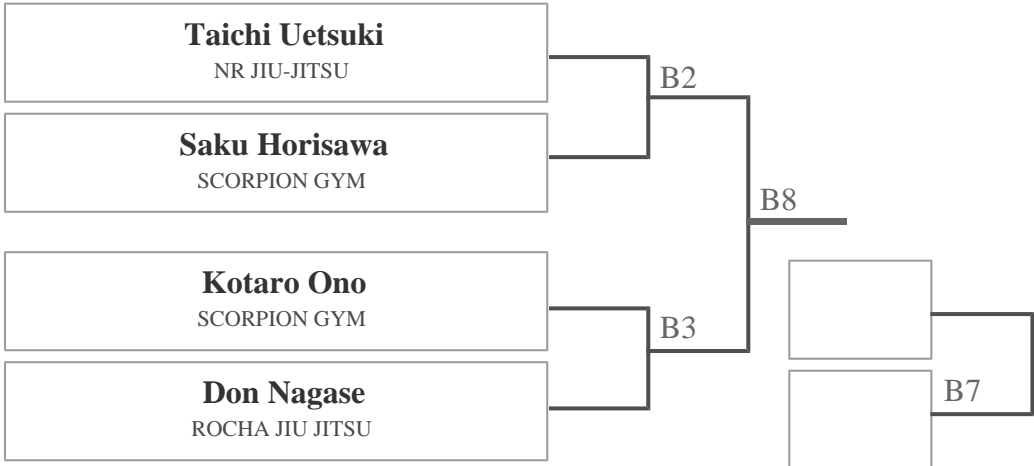 Taichi Uetsuki
NR JIU-JITSU
B2
Saku Horisawa
SCORPION GYM
B8
Kotaro Ono
SCORPION GYM
B3
Don Nagase
ROCHA JIU JITSU
B7